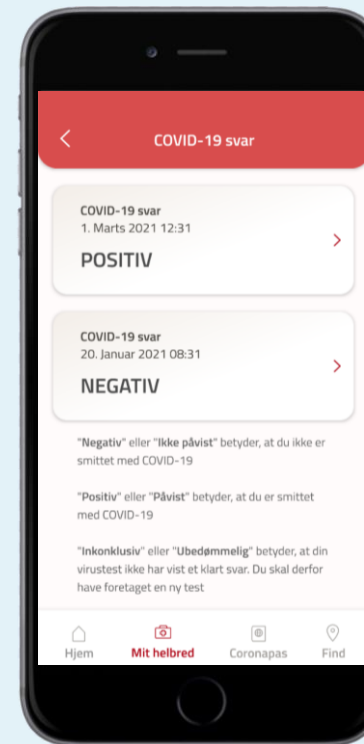 COVID-19 svar
COVID-19 svar
1. Marts 2021 12:31
POSITIV
COVID-19 svar
20. Januar 2021 08:31
NEGATIV
"Negativ" eller "Ikke påvist" betyder, at du ikke er
smittet med COVID-19
"Positiv" eller "Påvist" betyder, at du er smittet
med COVID-19
"Inkonklusiv" eller "Ubedømmelig" betyder, at din
virustest ikke har vist et klart svar. Du skal derfor
have foretaget en ny test
Hjem Mit helbred Coronapas Find